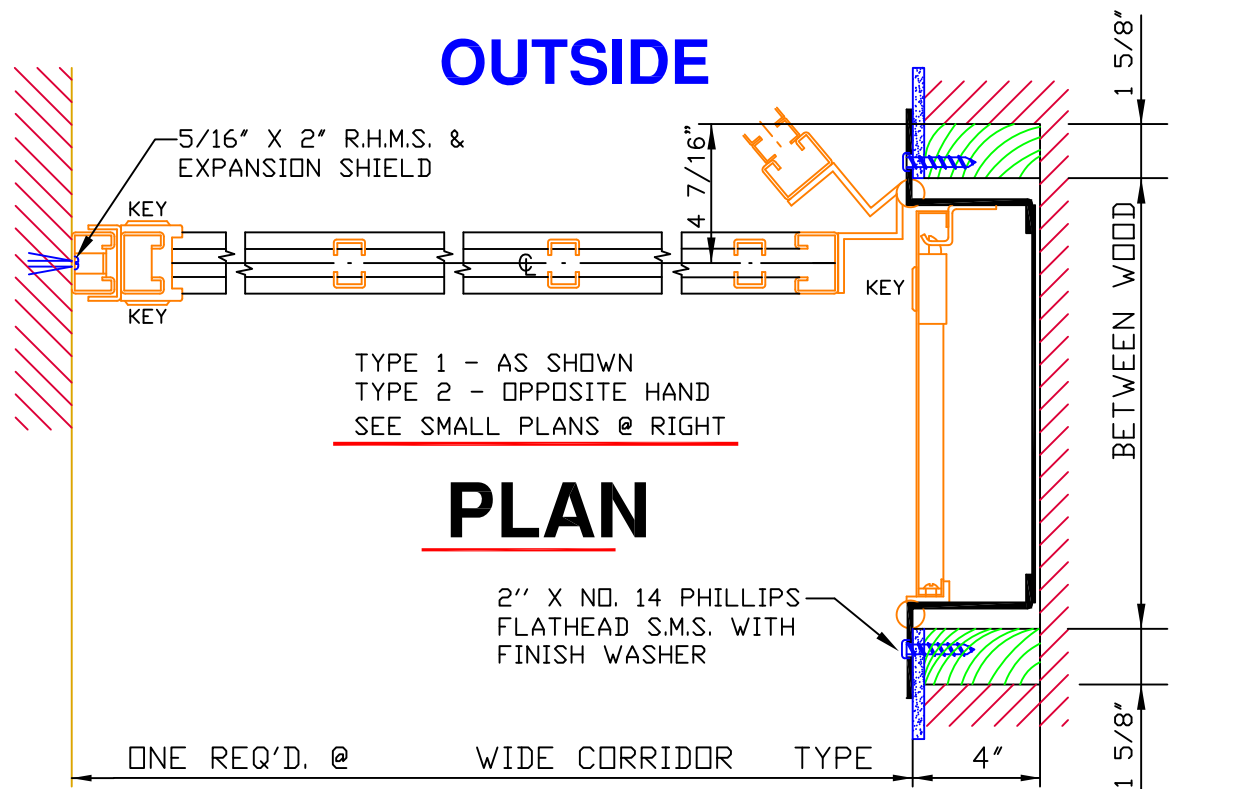 OUTSIDE
1 5/8"
5/16" X 2" R.H.M.S. &
EXPANSION SHIELD
4 7/16"
KEY
KEY
℄
KEY
BETWEEN WOOD
TYPE 1 - AS SHOWN
TYPE 2 - OPPOSITE HAND
SEE SMALL PLANS @ RIGHT
PLAN
2'' X NO. 14 PHILLIPS
FLATHEAD S.M.S. WITH
FINISH WASHER
ONE REQ'D. @ WIDE CORRIDOR TYPE
4"
1 5/8"